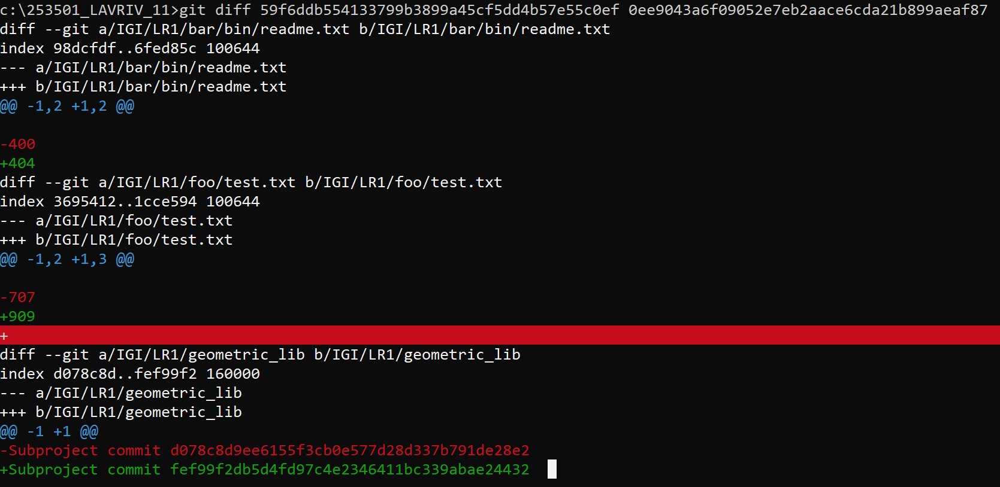 c:\253501_LAVRIV_11>git diff 59f6ddb554133799b3899a45cf5dd4b57e55c0ef 0ee9043a6f09052e7eb2aace6cda21b899aeaf87
diff --git a/IGI/LR1/bar/bin/readme.txt b/IGI/LR1/bar/bin/readme.txt
index 98dcfdf..6fed85c 100644
--- a/IGI/LR1/bar/bin/readme.txt
+++ b/IGI/LR1/bar/bin/readme.txt
@@ -1,2 +1,2 @@
-400
+404
diff --git a/IGI/LR1/foo/test.txt b/IGI/LR1/foo/test.txt
index 3695412..1cce594 100644
--- a/IGI/LR1/foo/test.txt
+++ b/IGI/LR1/foo/test.txt
@@ -1,2 +1,3 @@
-707
+909
+
diff --git a/IGI/LR1/geometric_lib b/IGI/LR1/geometric_lib
index d078c8d..fef99f2 160000
--- a/IGI/LR1/geometric_lib
+++ b/IGI/LR1/geometric_lib
@@ -1 +1 @@
-Subproject commit d078c8d9ee6155f3cb0e577d28d337b791de28e2
+Subproject commit fef99f2db5d4fd97c4e2346411bc339abae24432